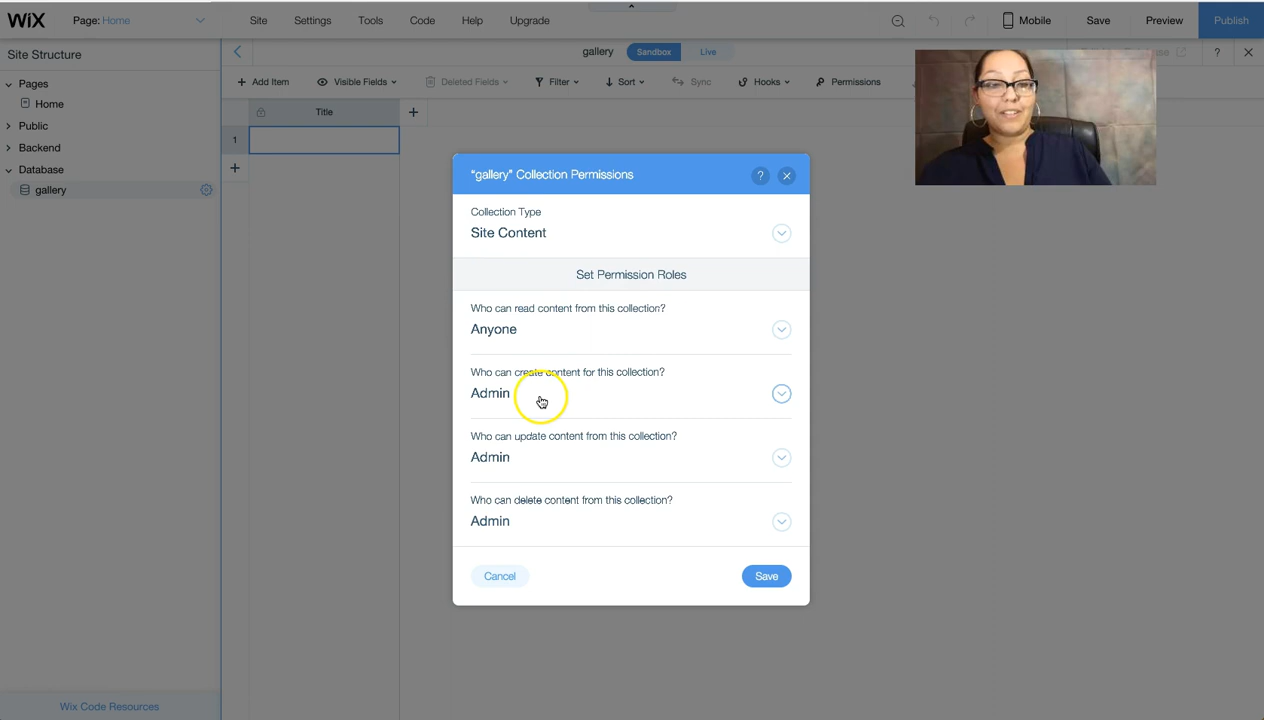 WiX Page: Home Site Settings Tools Code Help Upgrade Mobile Save Preview Publish
Site Structure
gallery Sandbox Live ?
Pages
Home
Public
Backend
Database
gallery
+ Add Item Visible Fields Deleted Fields Filter Sort Sync Hooks Permissions
Title +
1
+
"gallery" Collection Permissions ?
Collection Type
Site Content
Set Permission Roles
Who can read content from this collection?
Anyone
Who can create content for this collection?
Admin
Who can update content from this collection?
Admin
Who can delete content from this collection?
Admin
Cancel Save
Wix Code Resources